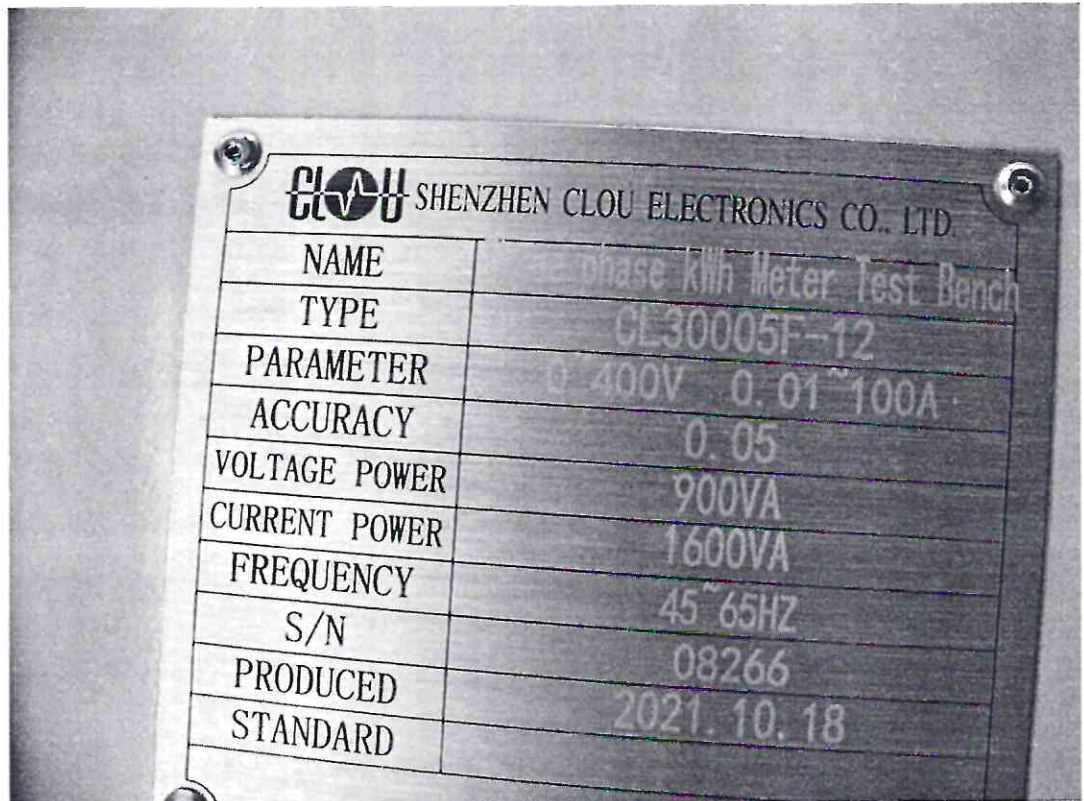 CLOU SHENZHEN CLOU ELECTRONICS CO., LTD.
NAME phase kWh Meter Test Bench
TYPE CL30005F-12
PARAMETER 0~400V 0.01~100A
ACCURACY 0.05
VOLTAGE POWER 900VA
CURRENT POWER 1600VA
FREQUENCY 45~65HZ
S/N 08266
PRODUCED 2021.10.18
STANDARD